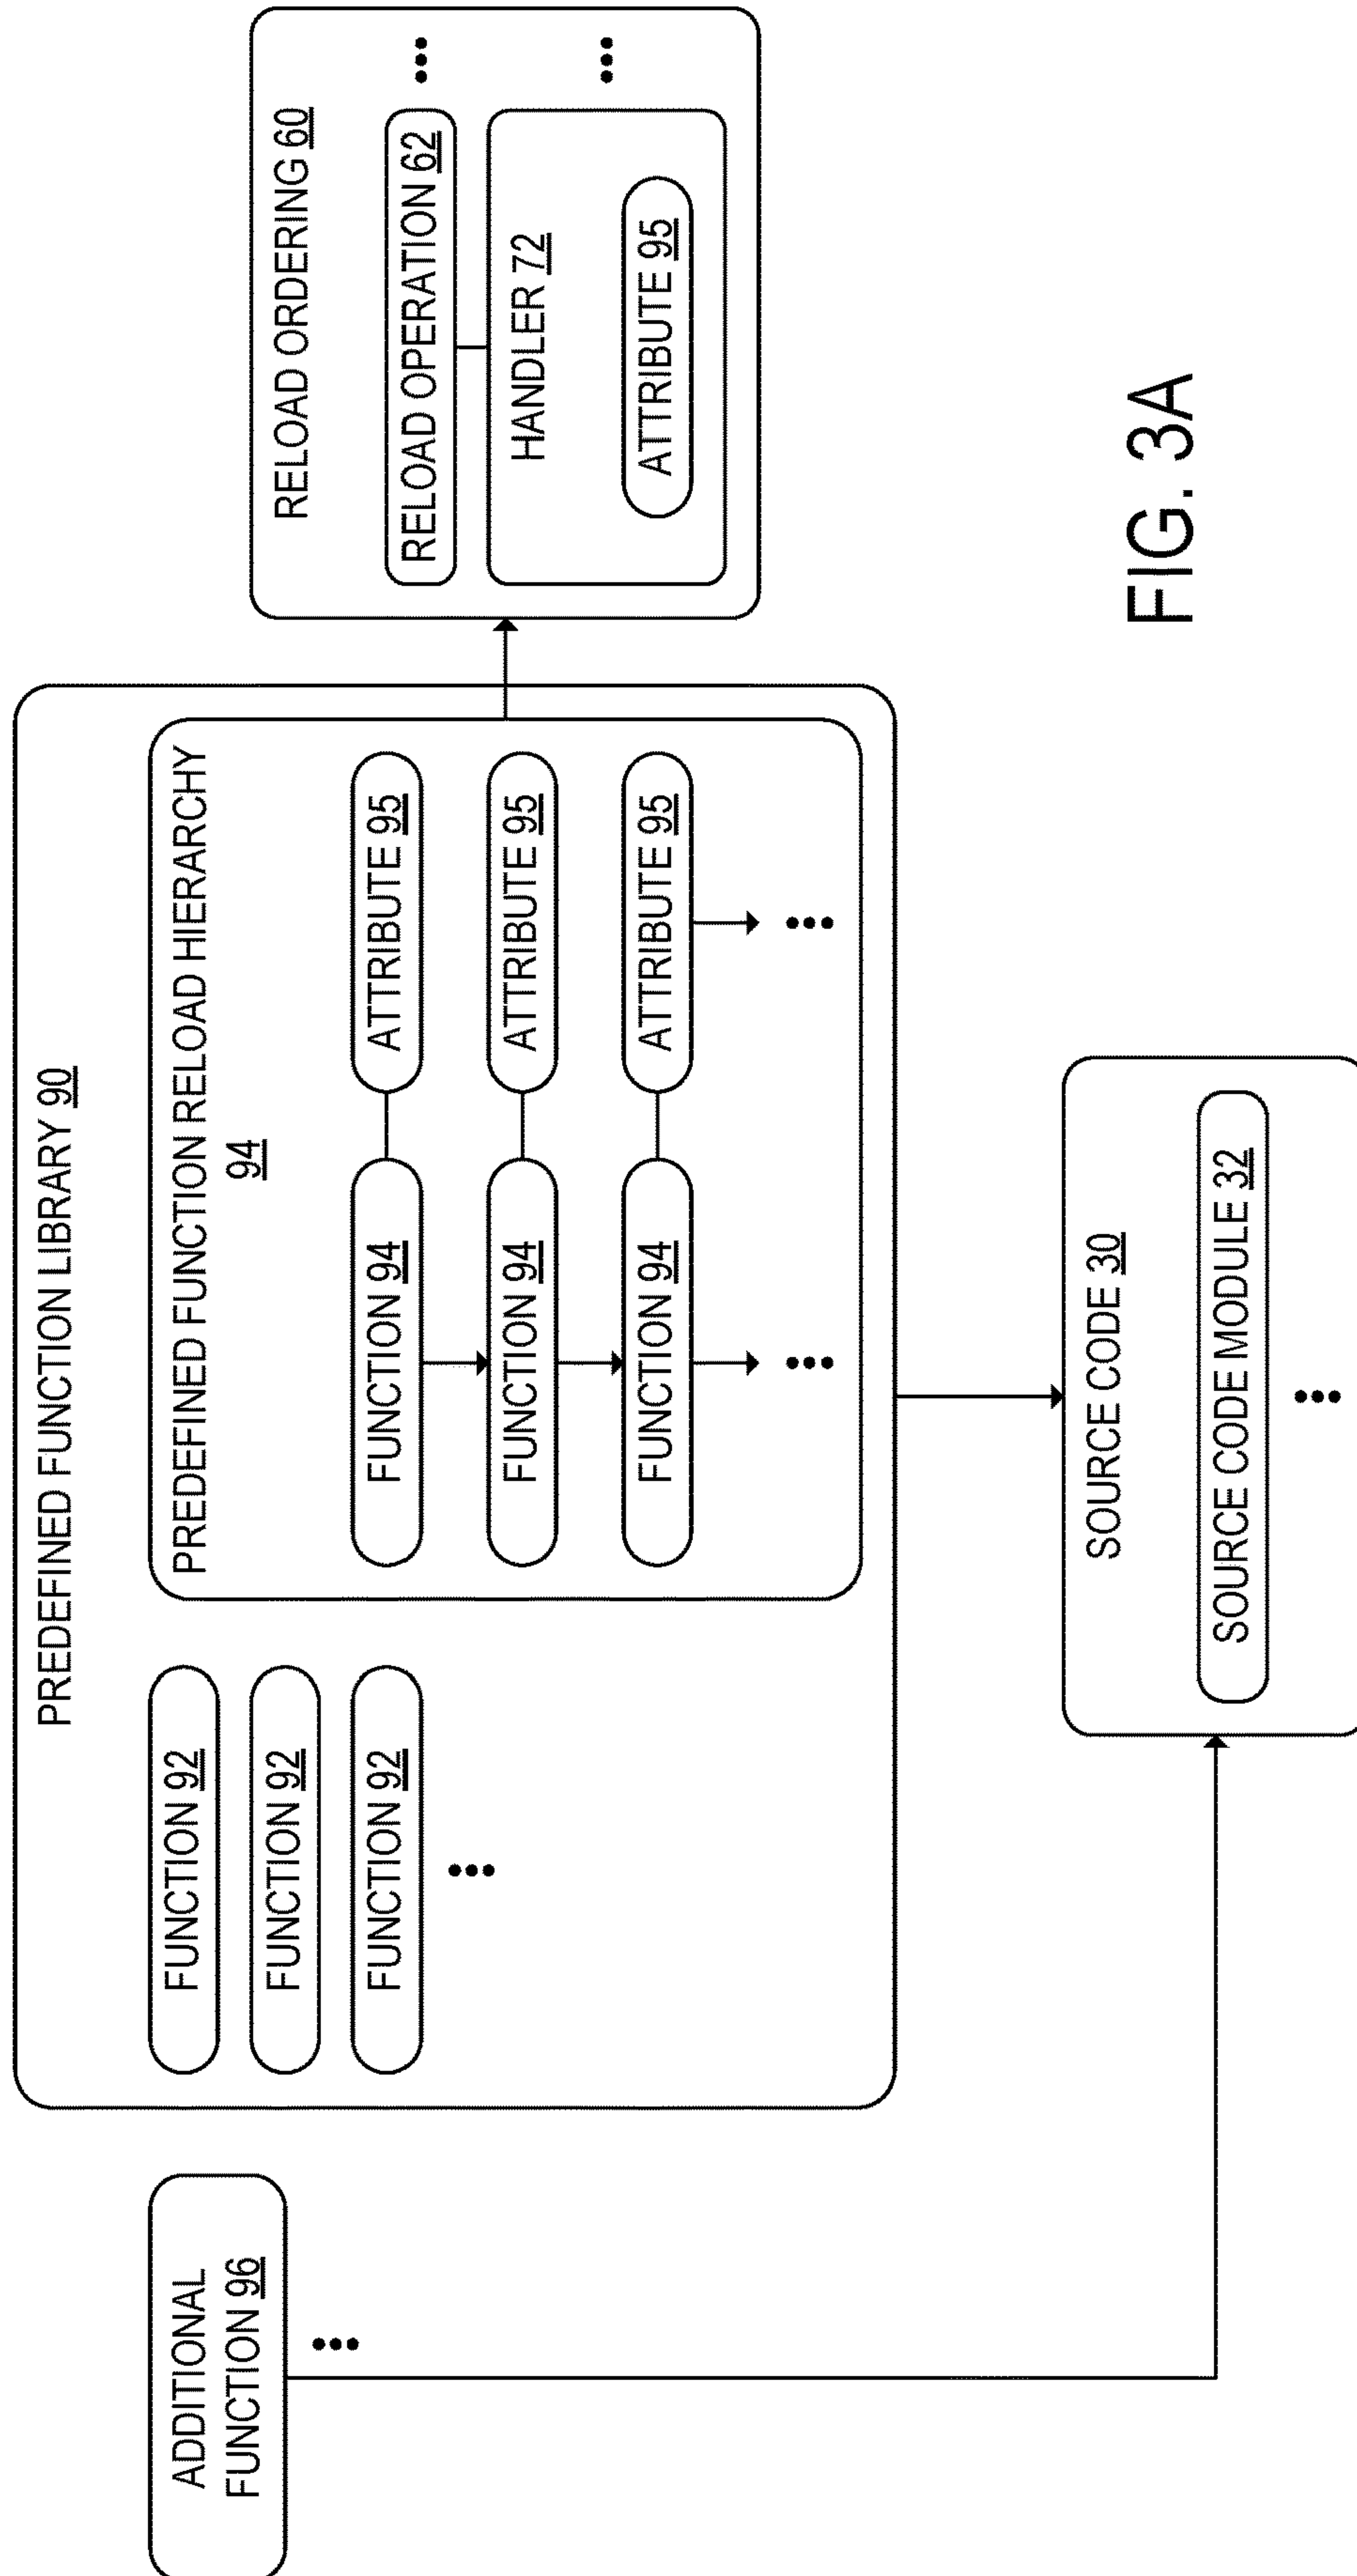 PREDEFINED FUNCTION LIBRARY 90
ADDITIONAL
FUNCTION 96
FUNCTION 92
FUNCTION 92
FUNCTION 92
PREDEFINED FUNCTION RELOAD HIERARCHY
94
FUNCTION 94
ATTRIBUTE 95
FUNCTION 94
ATTRIBUTE 95
FUNCTION 94
ATTRIBUTE 95
RELOAD ORDERING 60
RELOAD OPERATION 62
HANDLER 72
ATTRIBUTE 95
SOURCE CODE 30
SOURCE CODE MODULE 32
FIG. 3A